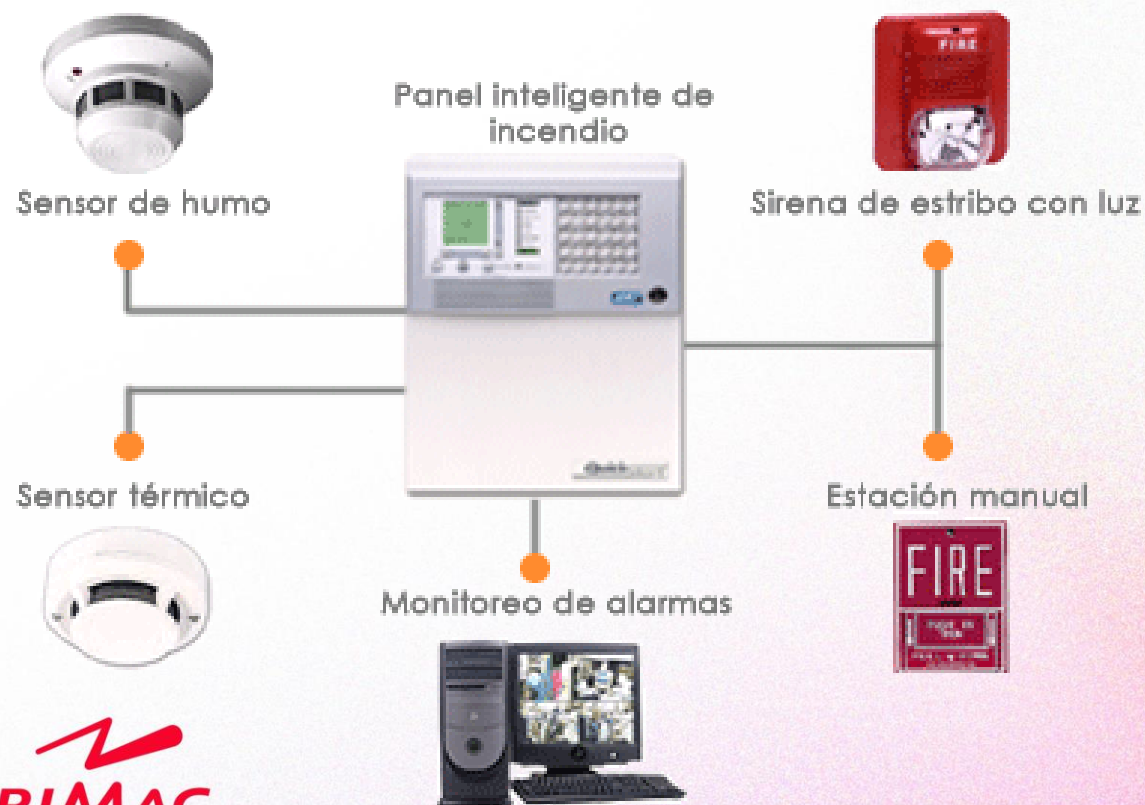 Panel inteligente de
incendio
FIRE
Sensor de humo
Sirena de estribo con luz
Sensor térmico
Estación manual
FIRE
Monitoreo de alarmas
RIMAC